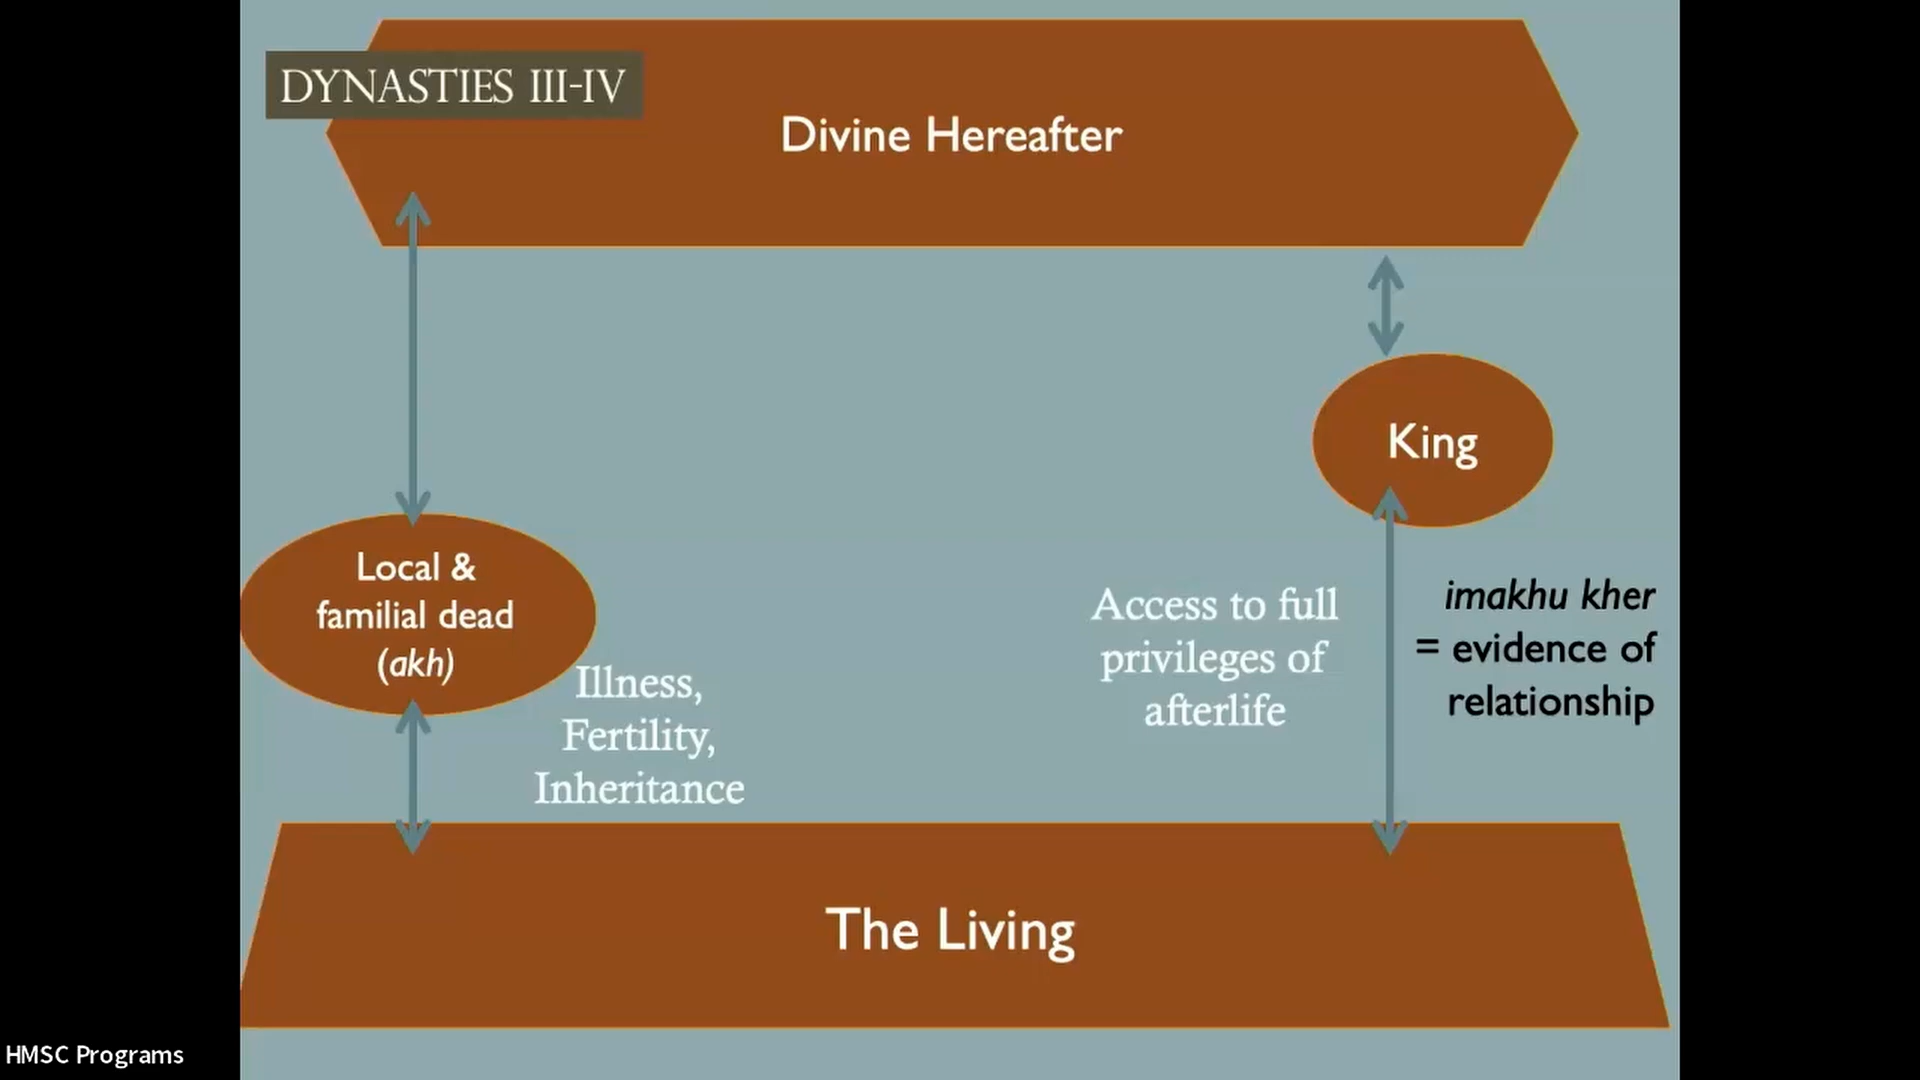 DYNASTIES III-IV
Divine Hereafter
King
Local &
familial dead
(akh)
Illness,
Fertility,
Inheritance
Access to full
privileges of
afterlife
imakhu kher
= evidence of
relationship
The Living
HMSC Programs